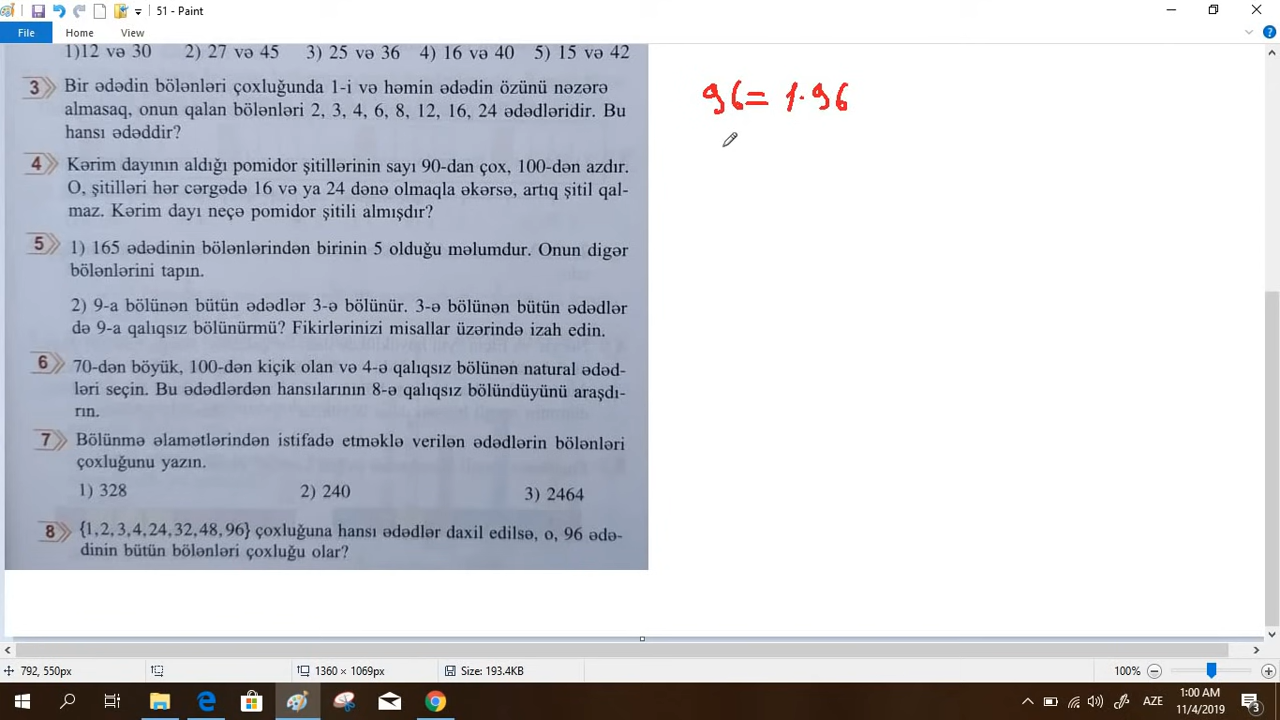 51 - Paint
File Home View
1)12 və 30 2) 27 və 45 3) 25 və 36 4) 16 və 40 5) 15 və 42
3 Bir ədədin bölənləri çoxluğunda 1-i və həmin ədədin özünü nəzərə
almasaq, onun qalan bölənləri 2, 3, 4, 6, 8, 12, 16, 24 ədədləridir. Bu
hansı ədəddir?
4 Kərim dayının aldığı pomidor şitillərinin sayı 90-dan çox, 100-dən azdır.
O, şitilləri hər cərgədə 16 və ya 24 dənə olmaqla əkərsə, artıq şitil qal-
maz. Kərim dayı neçə pomidor şitili almışdır?
5 1) 165 ədədinin bölənlərindən birinin 5 olduğu məlumdur. Onun digər
bölənlərini tapın.
2) 9-a bölünən bütün ədədlər 3-ə bölünür. 3-ə bölünən bütün ədədlər
də 9-a qalıqsız bölünürmü? Fikirlərinizi misallar üzərində izah edin.
6 70-dən böyük, 100-dən kiçik olan və 4-ə qalıqsız bölünən natural ədəd-
ləri seçin. Bu ədədlərdən hansılarının 8-ə qalıqsız bölündüyünü araşdı-
rın.
7 Bölünmə əlamətlərindən istifadə etməklə verilən ədədlərin bölənləri
çoxluğunu yazın.
1) 328 2) 240 3) 2464
8 {1,2,3,4,24,32,48,96} çoxluğuna hansı ədədlər daxil edilsə, o, 96 ədə-
dinin bütün bölənləri çoxluğu olar?
96= 1·96
792, 550px 1360 × 1069px Size: 193.4KB 100%
AZE 1:00 AM
11/4/2019 3